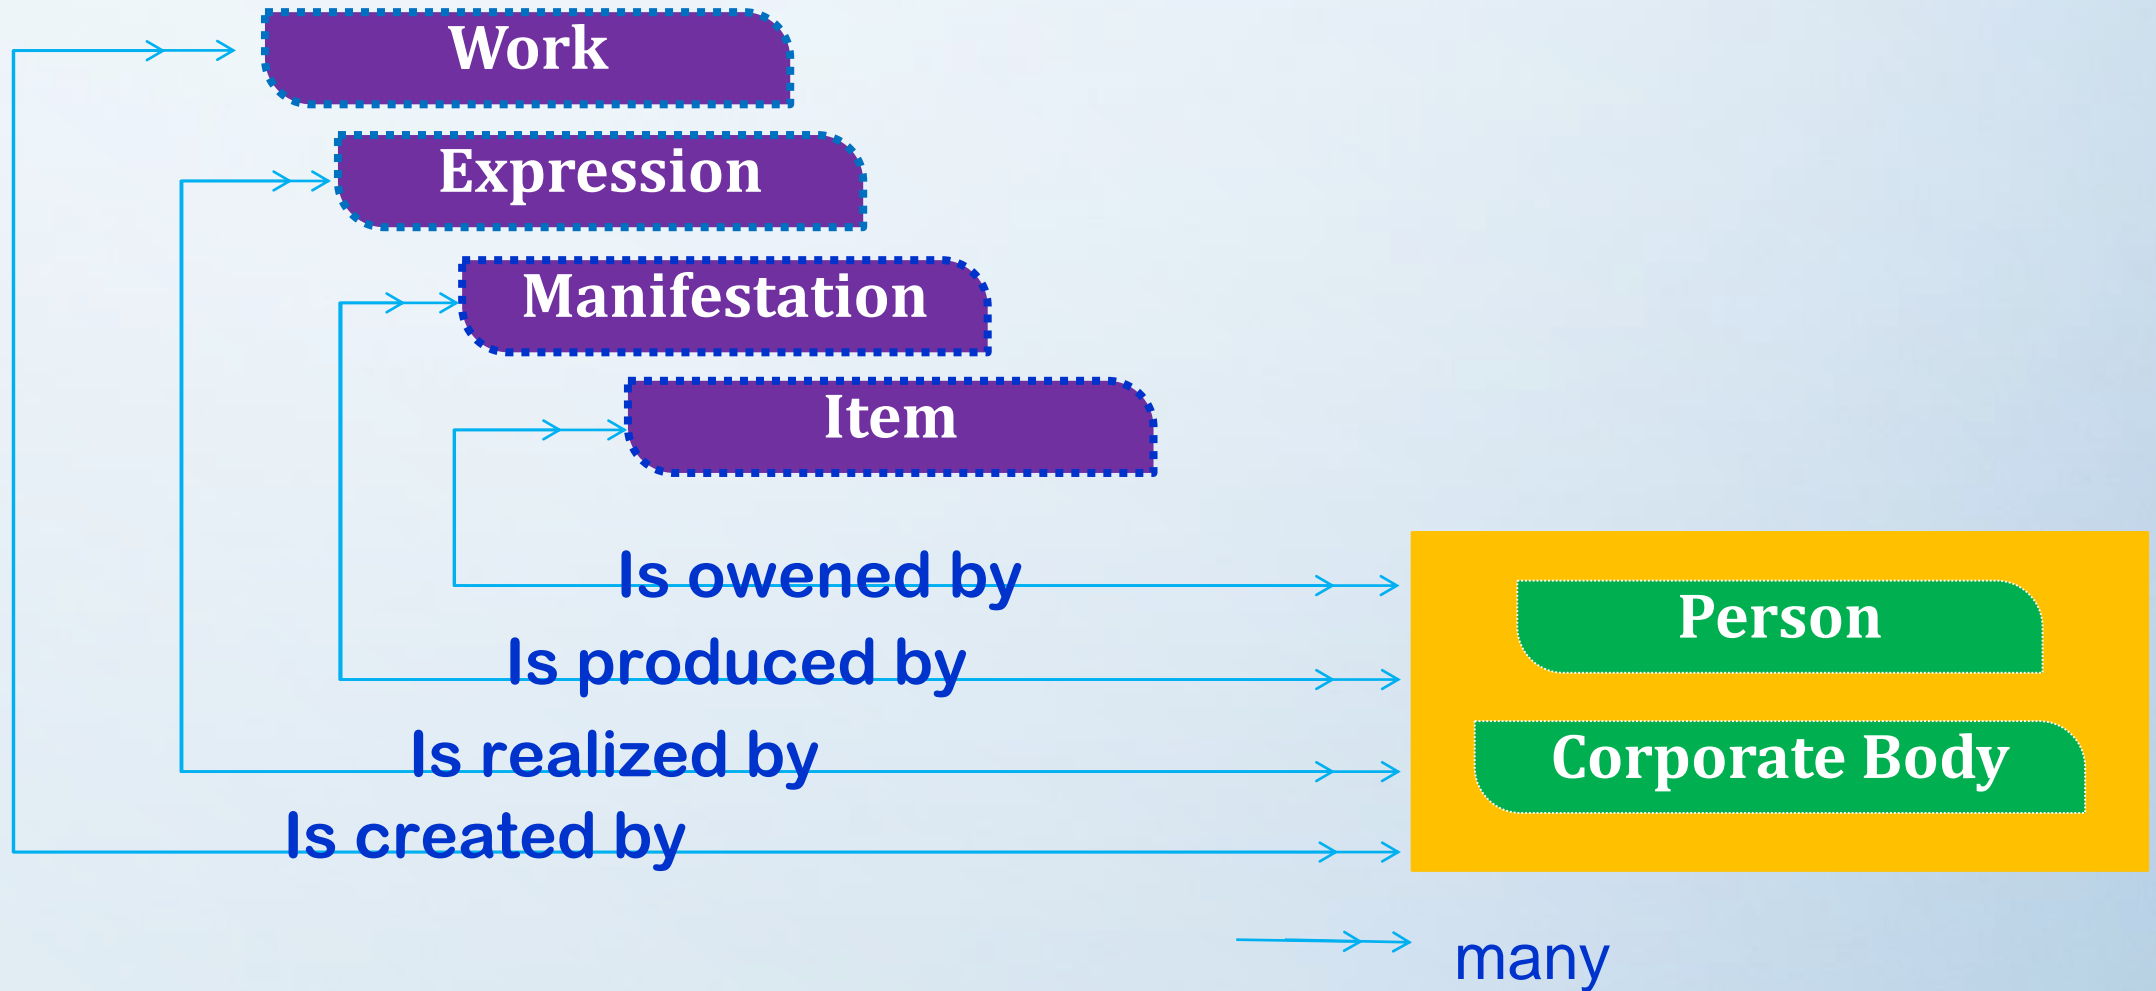 Work
Expression
Manifestation
Item
Is owened by
Person
Is produced by
Is realized by
Corporate Body
Is created by
many